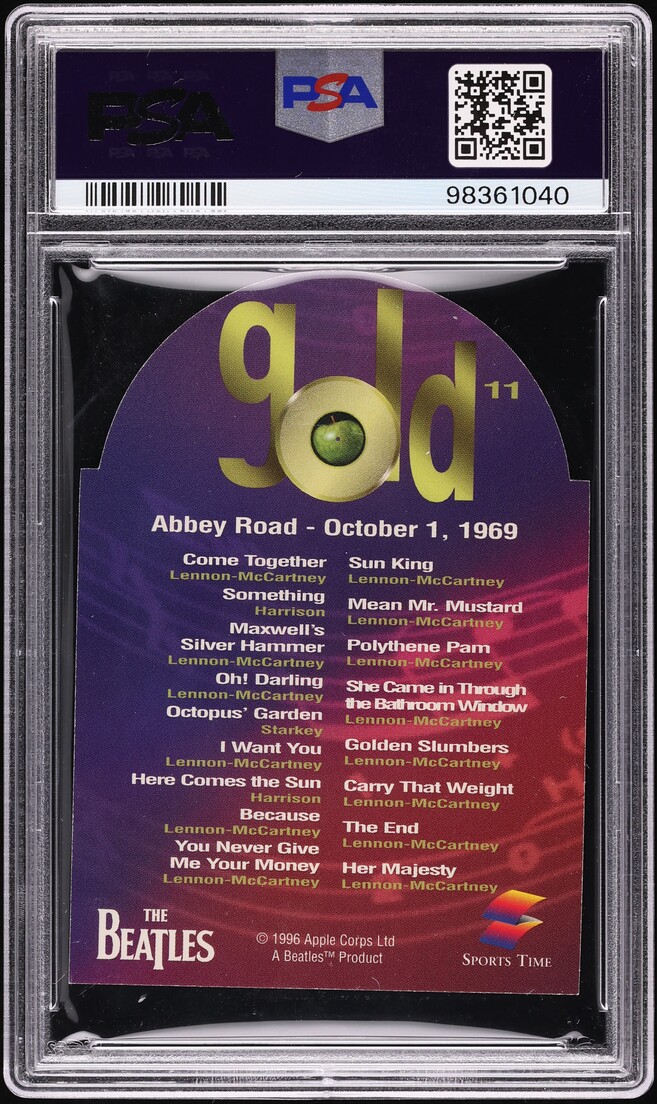 PSA
PSA
98361040
gold 11
Abbey Road - October 1, 1969
Come Together
Lennon-McCartney
Something
Harrison
Maxwell's
Silver Hammer
Lennon-McCartney
Oh! Darling
Lennon-McCartney
Octopus' Garden
Starkey
I Want You
Lennon-McCartney
Here Comes the Sun
Harrison
Because
Lennon-McCartney
You Never Give
Me Your Money
Lennon-McCartney
Sun King
Lennon-McCartney
Mean Mr. Mustard
Lennon-McCartney
Polythene Pam
Lennon-McCartney
She Came in Through
the Bathroom Window
Lennon-McCartney
Golden Slumbers
Lennon-McCartney
Carry That Weight
Lennon-McCartney
The End
Lennon-McCartney
Her Majesty
Lennon-McCartney
THE
BEATLES
© 1996 Apple Corps Ltd
A Beatles™ Product
SPORTS TIME